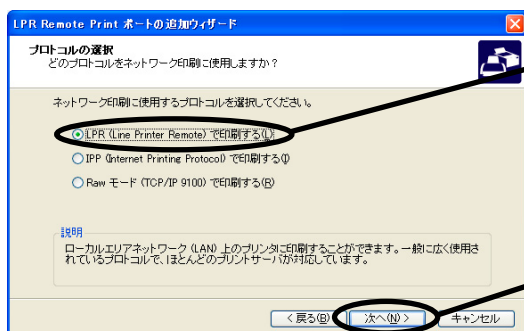 LPR Remote Print ポートの追加ウィザード
プロトコルの選択
どのプロトコルをネットワーク印刷に使用しますか？
ネットワーク印刷に使用するプロトコルを選択してください。
LPR (Line Printer Remote) で印刷する(L)
IPP (Internet Printing Protocol) で印刷する(I)
Raw モード (TCP/IP 9100) で印刷する(R)
説明
ローカルエリアネットワーク (LAN) 上のプリンタに印刷することができます。一般に広く使用さ
れているプロトコルで、ほとんどのプリントサーバが対応しています。
< 戻る(B) 次へ(N) > キャンセル